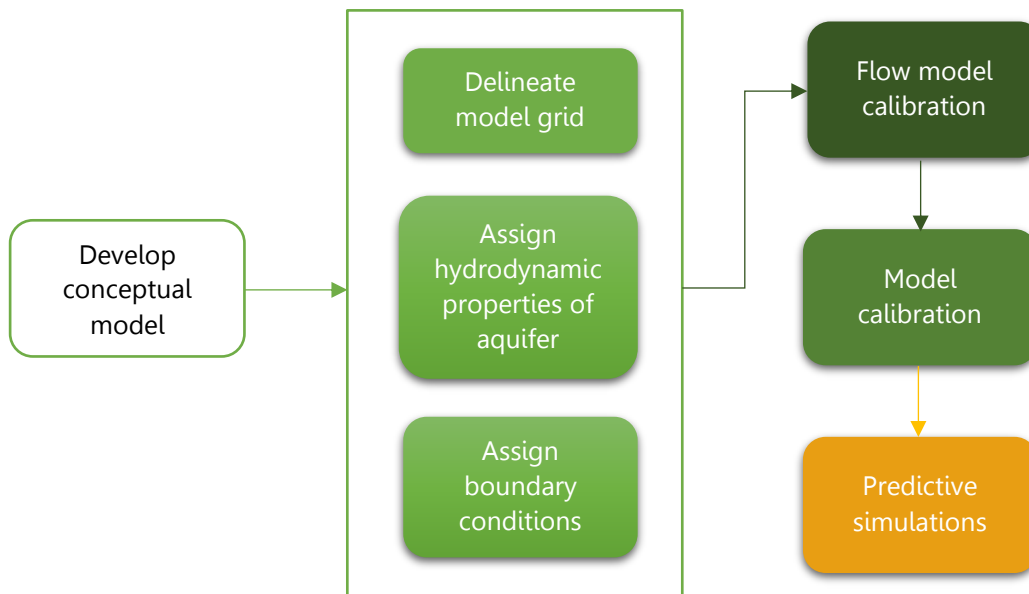 Develop
conceptual
model
Delineate
model grid
Assign
hydrodynamic
properties of
aquifer
Assign
boundary
conditions
Flow model
calibration
Model
calibration
Predictive
simulations